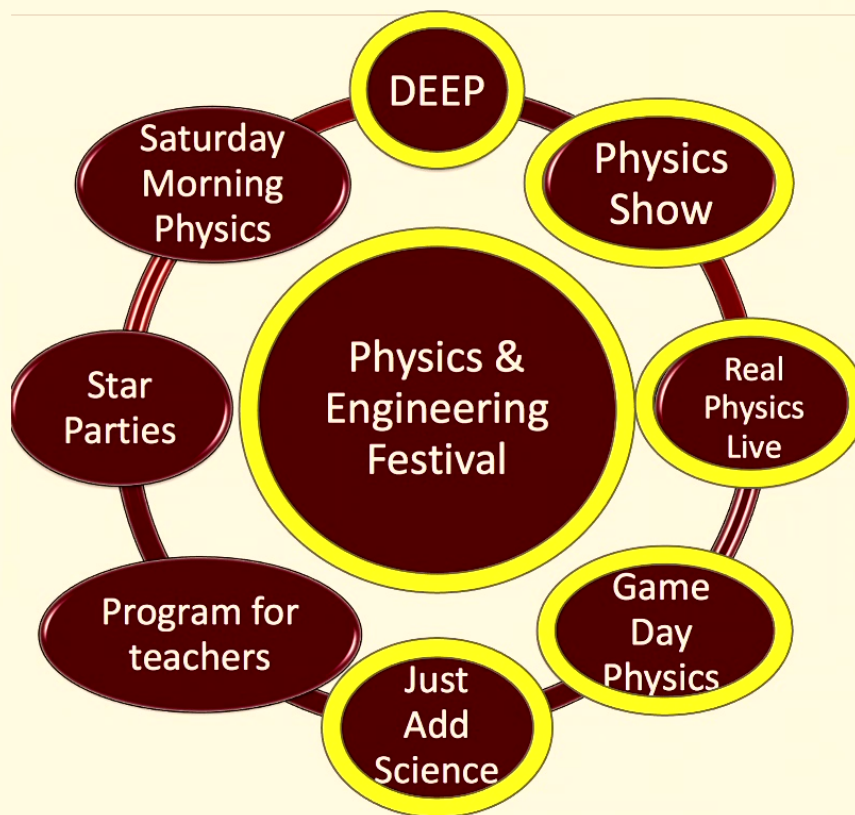 DEEP
Physics
Show
Real
Physics
Live
Game
Day
Physics
Just
Add
Science
Program for
teachers
Star
Parties
Saturday
Morning
Physics
Physics &
Engineering
Festival